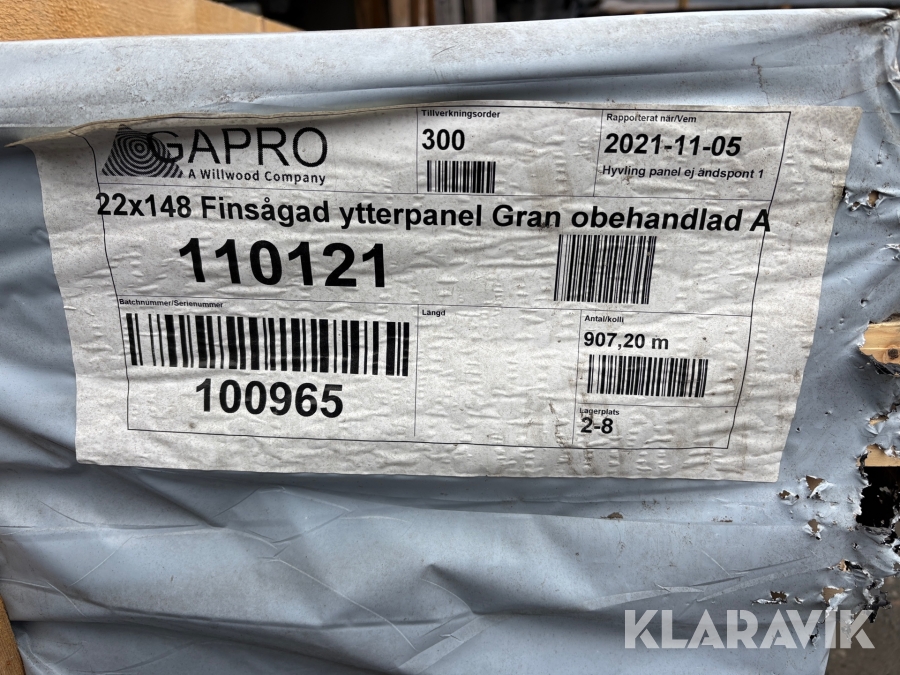 GAPRO
A Willwood Company
Tillverkningsorder
300
Rapporterat när/Vem
2021-11-05
Hyvling panel ej ändspont 1
22x148 Finsågad ytterpanel Gran obehandlad A
110121
Batchnummer/Serienummer
100965
Längd
Antal/kolli
907,20 m
Lagerplats
2-8
KLARAVIK